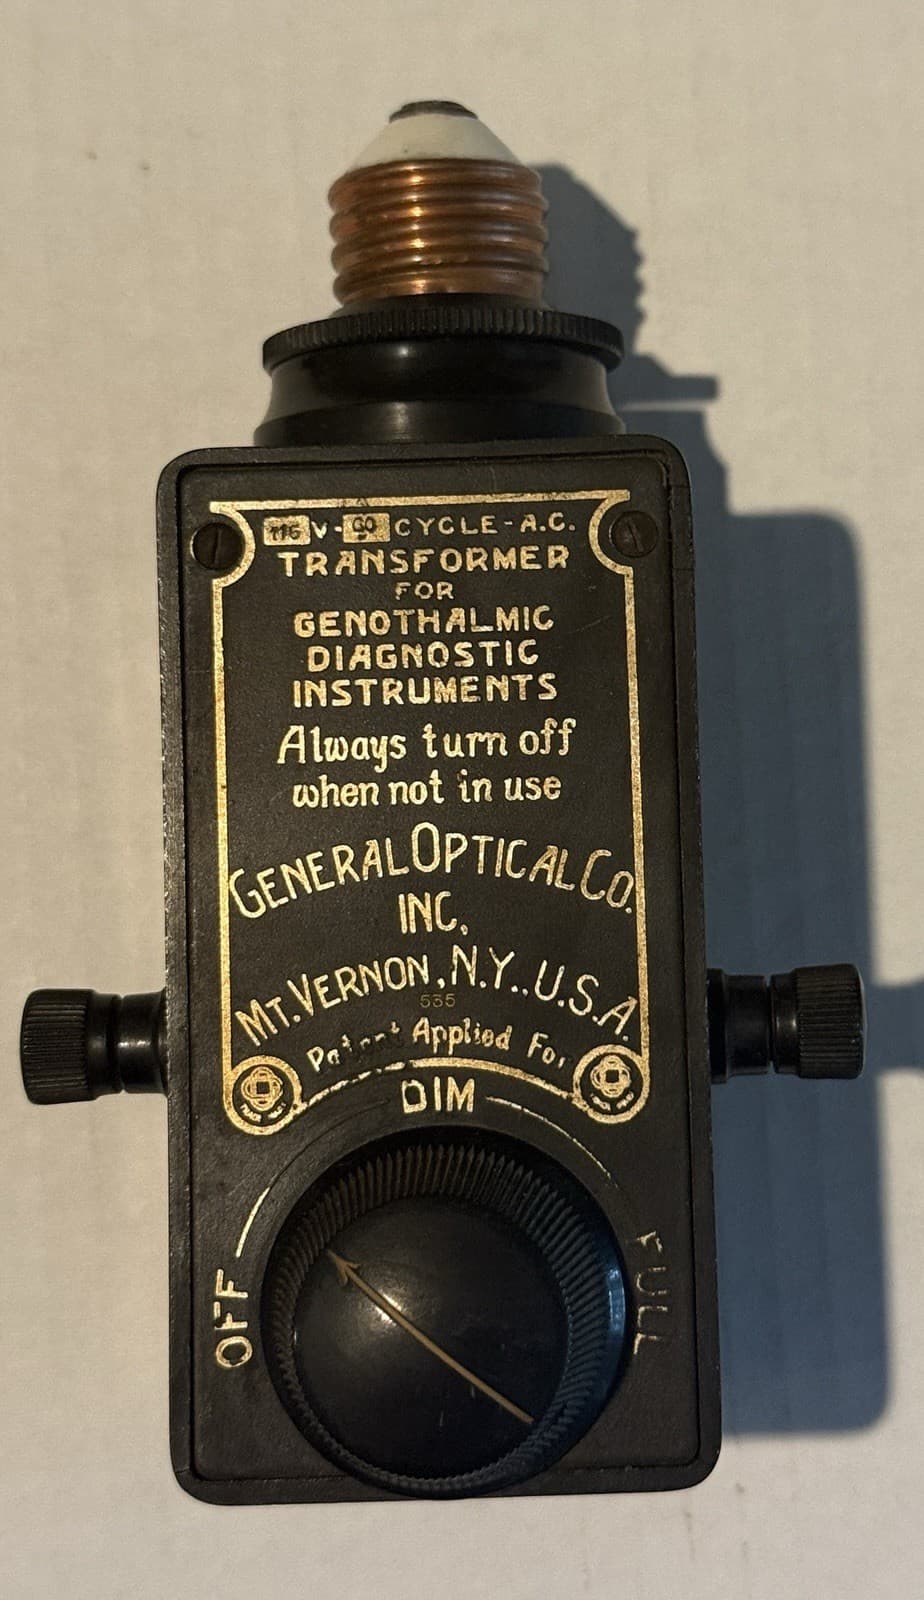 115 V-60 CYCLE-A.C.
TRANSFORMER
FOR
GENOTHALMIC
DIAGNOSTIC
INSTRUMENTS
Always turn off
when not in use
GENERAL OPTICAL CO.
INC.
MT. VERNON, N.Y., U.S.A.
535
Patent Applied For
DIM
OFF
FULL